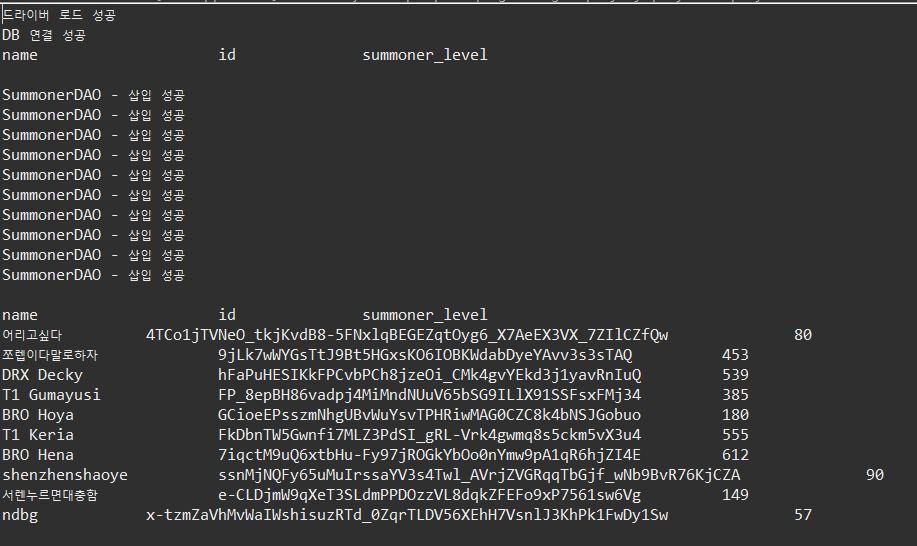 드라이버 로드 성공
DB 연결 성공
name id summoner_level
SummonerDAO - 삽입 성공
SummonerDAO - 삽입 성공
SummonerDAO - 삽입 성공
SummonerDAO - 삽입 성공
SummonerDAO - 삽입 성공
SummonerDAO - 삽입 성공
SummonerDAO - 삽입 성공
SummonerDAO - 삽입 성공
SummonerDAO - 삽입 성공
SummonerDAO - 삽입 성공
name id summoner_level
어리고싶다 4TCo1jTVNeO_tkjKvdB8-5FNxlqBEGEZqtOyg6_X7AeEX3VX_7ZIlCZfQw 80
쪼렙이다말로하자 9jLk7wWYGsTtJ9Bt5HGxsKO6IOBKWdabDyeYAvv3s3sTAQ 453
DRX Decky hFaPuHESIKkFPCvbPCh8jzeOi_CMk4gvYEkd3j1yavRnIuQ 539
T1 Gumayusi FP_8epBH86vadpj4MiMndNUuV65bSG9ILlX91SSFsxFMj34 385
BRO Hoya GCioeEPsszmNhgUBvWuYsvTPHRiwMAG0CZC8k4bNSJGobuo 180
T1 Keria FkDbnTW5Gwnfi7MLZ3PdSI_gRL-Vrk4gwmq8s5ckm5vX3u4 555
BRO Hena 7iqctM9uQ6xtbHu-Fy97jROGkYbOo0nYmw9pA1qR6hjZI4E 612
shenzhenshaoye ssnMjNQFy65uMuIrssaYV3s4Twl_AVrjZVGRqqTbGjf_wNb9BvR76KjCZA 90
서렌누르면대충함 e-CLDjmW9qXeT3SLdmPPDOzzVL8dqkZFEFo9xP7561sw6Vg 149
ndbg x-tzmZaVhMvWaIWshisuzRTd_0ZqrTLDV56XEhH7VsnlJ3KhPk1FwDy1Sw 57